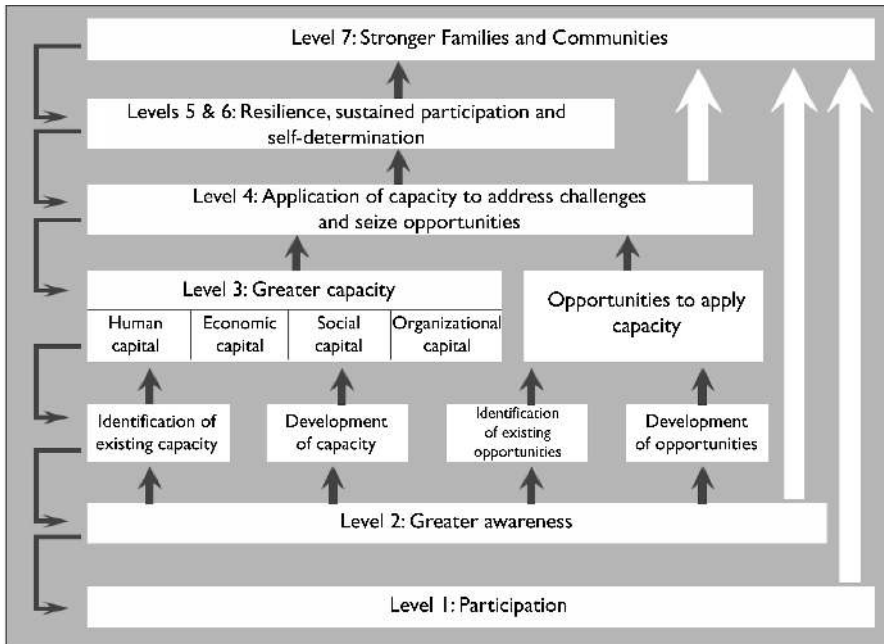 Level 7: Stronger Families and Communities
Levels 5 & 6: Resilience, sustained participation and
self-determination
Level 4: Application of capacity to address challenges
and seize opportunities
Level 3: Greater capacity
Human
capital
Economic
capital
Social
capital
Organizational
capital
Opportunities to apply
capacity
Identification of
existing capacity
Development
of capacity
Identification
of existing
opportunities
Development
of opportunities
Level 2: Greater awareness
Level 1: Participation